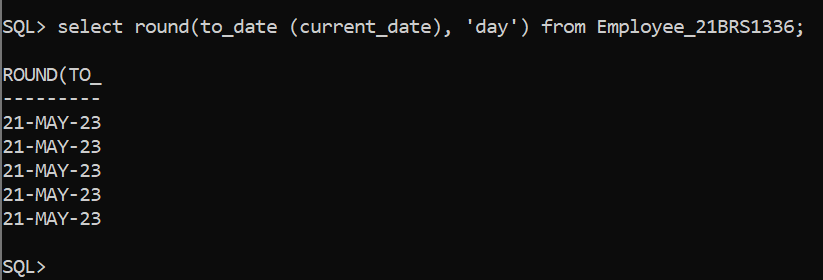 SQL> select round(to_date (current_date), 'day') from Employee_21BRS1336;
ROUND(TO_
---------
21-MAY-23
21-MAY-23
21-MAY-23
21-MAY-23
21-MAY-23
SQL>